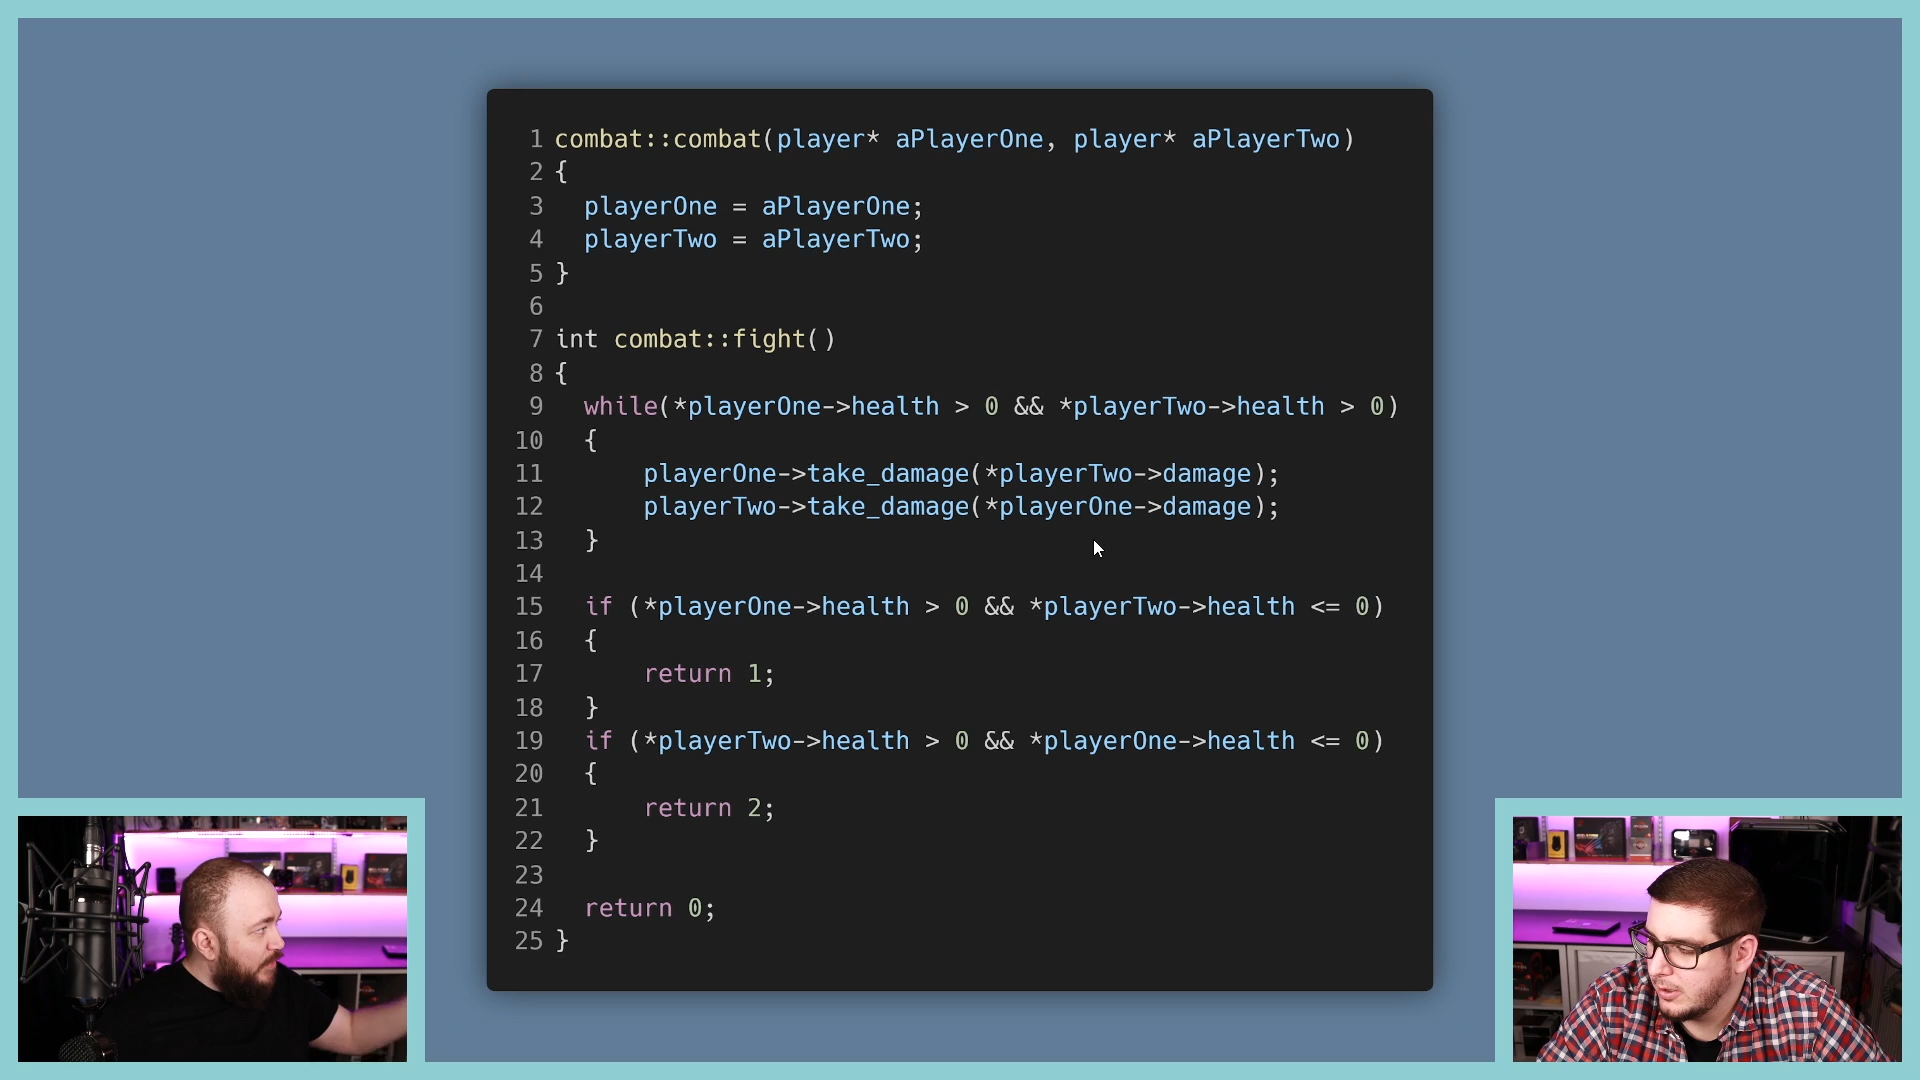 1 combat::combat(player* aPlayerOne, player* aPlayerTwo)
2 {
3   playerOne = aPlayerOne;
4   playerTwo = aPlayerTwo;
5 }
6
7 int combat::fight()
8 {
9   while(*playerOne->health > 0 && *playerTwo->health > 0)
10   {
11       playerOne->take_damage(*playerTwo->damage);
12       playerTwo->take_damage(*playerOne->damage);
13   }
14
15   if (*playerOne->health > 0 && *playerTwo->health <= 0)
16   {
17       return 1;
18   }
19   if (*playerTwo->health > 0 && *playerOne->health <= 0)
20   {
21       return 2;
22   }
23
24   return 0;
25 }